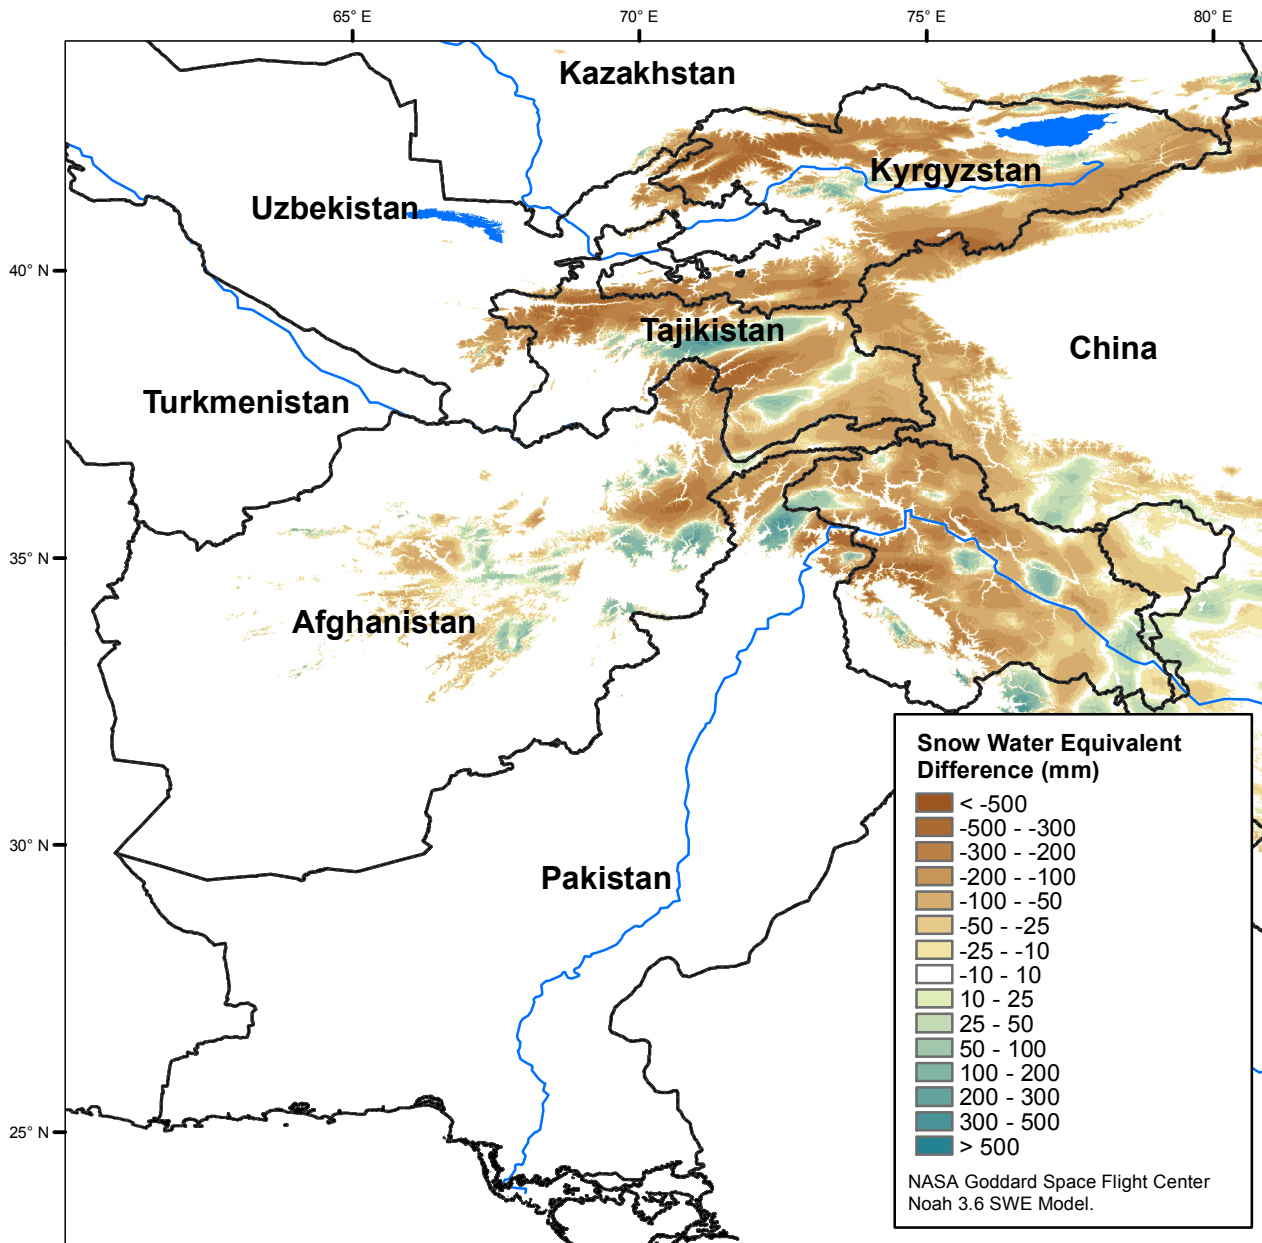 65° E
70° E
75° E
80° E
Kazakhstan
Kyrgyzstan
Uzbekistan
40° N
Tajikistan
China
Turkmenistan
35° N
Afghanistan
30° N
Pakistan
25° N
Snow Water Equivalent
Difference (mm)
< -500
-500 - -300
-300 - -200
-200 - -100
-100 - -50
-50 - -25
-25 - -10
-10 - 10
10 - 25
25 - 50
50 - 100
100 - 200
200 - 300
300 - 500
> 500
NASA Goddard Space Flight Center
Noah 3.6 SWE Model.